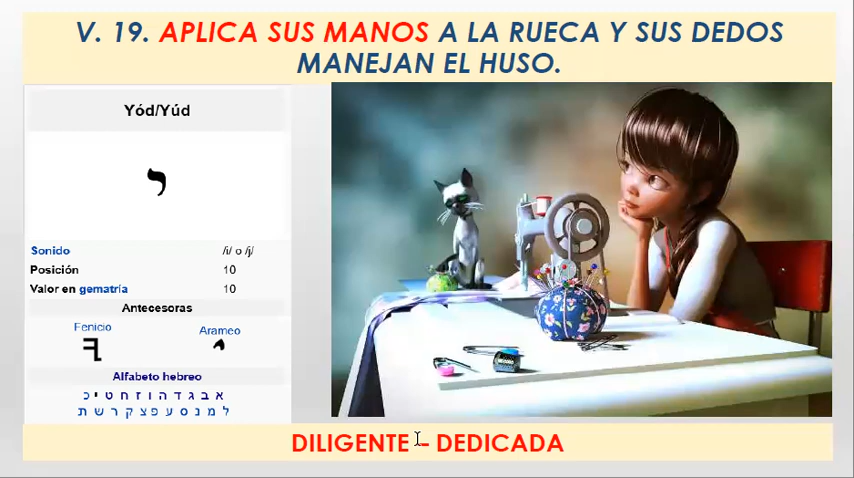 V. 19. APLICA SUS MANOS A LA RUECA Y SUS DEDOS
MANEJAN EL HUSO.
Yód/Yúd
י
Sonido /i/ o /j/
Posición 10
Valor en gematría 10
Antecesoras
Fenicio Arameo
Alfabeto hebreo
א ב ג ד ה ו ז ח ט י כ
ל מ נ ס ע פ צ ק ר ש ת
DILIGENTE – DEDICADA